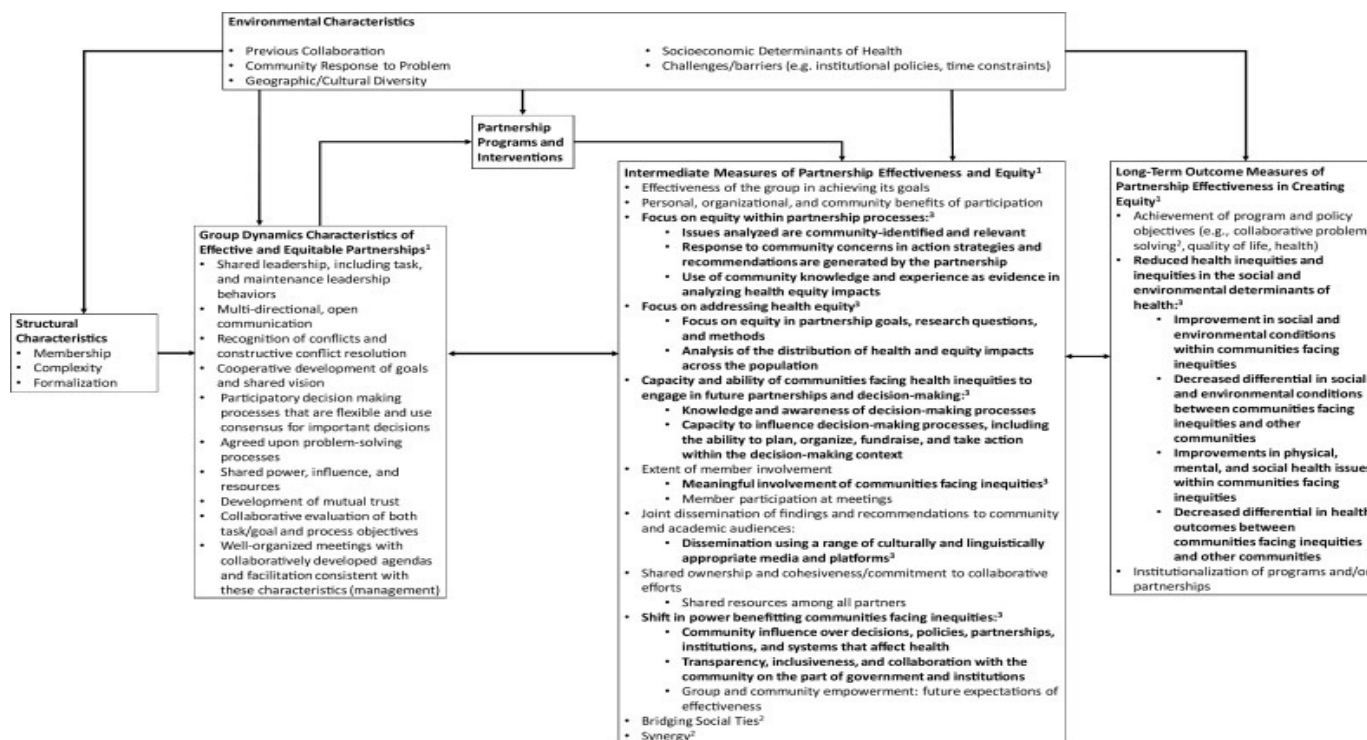 Environmental Characteristics
• Previous Collaboration
• Community Response to Problem
• Geographic/Cultural Diversity
• Socioeconomic Determinants of Health
• Challenges/barriers (e.g. institutional policies, time constraints)
Partnership
Programs and
Interventions
Structural
Characteristics
• Membership
• Complexity
• Formalization
Group Dynamics Characteristics of
Effective and Equitable Partnerships¹
• Shared leadership, including task,
and maintenance leadership
behaviors
• Multi-directional, open
communication
• Recognition of conflicts and
constructive conflict resolution
• Cooperative development of goals
and shared vision
• Participatory decision making
processes that are flexible and use
consensus for important decisions
• Agreed upon problem-solving
processes
• Shared power, influence, and
resources
• Development of mutual trust
• Collaborative evaluation of both
task/goal and process objectives
• Well-organized meetings with
collaboratively developed agendas
and facilitation consistent with
these characteristics (management)
Intermediate Measures of Partnership Effectiveness and Equity¹
• Effectiveness of the group in achieving its goals
• Personal, organizational, and community benefits of participation
• Focus on equity within partnership processes:³
• Issues analyzed are community-identified and relevant
• Response to community concerns in action strategies and
recommendations are generated by the partnership
• Use of community knowledge and experience as evidence in
analyzing health equity impacts
• Focus on addressing health equity³
• Focus on equity in partnership goals, research questions,
and methods
• Analysis of the distribution of health and equity impacts
across the population
• Capacity and ability of communities facing health inequities to
engage in future partnerships and decision-making:³
• Knowledge and awareness of decision-making processes
• Capacity to influence decision-making processes, including
the ability to plan, organize, fundraise, and take action
within the decision-making context
• Extent of member involvement
• Meaningful involvement of communities facing inequities³
• Member participation at meetings
• Joint dissemination of findings and recommendations to community
and academic audiences:
• Dissemination using a range of culturally and linguistically
appropriate media and platforms³
• Shared ownership and cohesiveness/commitment to collaborative
efforts
• Shared resources among all partners
• Shift in power benefitting communities facing inequities:³
• Community influence over decisions, policies, partnerships,
institutions, and systems that affect health
• Transparency, inclusiveness, and collaboration with the
community on the part of government and institutions
• Group and community empowerment: future expectations of
effectiveness
• Bridging Social Ties²
• Synergy²
Long-Term Outcome Measures of
Partnership Effectiveness in Creating
Equity¹
• Achievement of program and policy
objectives (e.g., collaborative problem
solving², quality of life, health)
• Reduced health inequities and
inequities in the social and
environmental determinants of
health:³
• Improvement in social and
environmental conditions
within communities facing
inequities
• Decreased differential in social
and environmental conditions
between communities facing
inequities and other
communities
• Improvements in physical,
mental, and social health issues
within communities facing
inequities
• Decreased differential in health
outcomes between
communities facing inequities
and other communities
• Institutionalization of programs and/or
partnerships